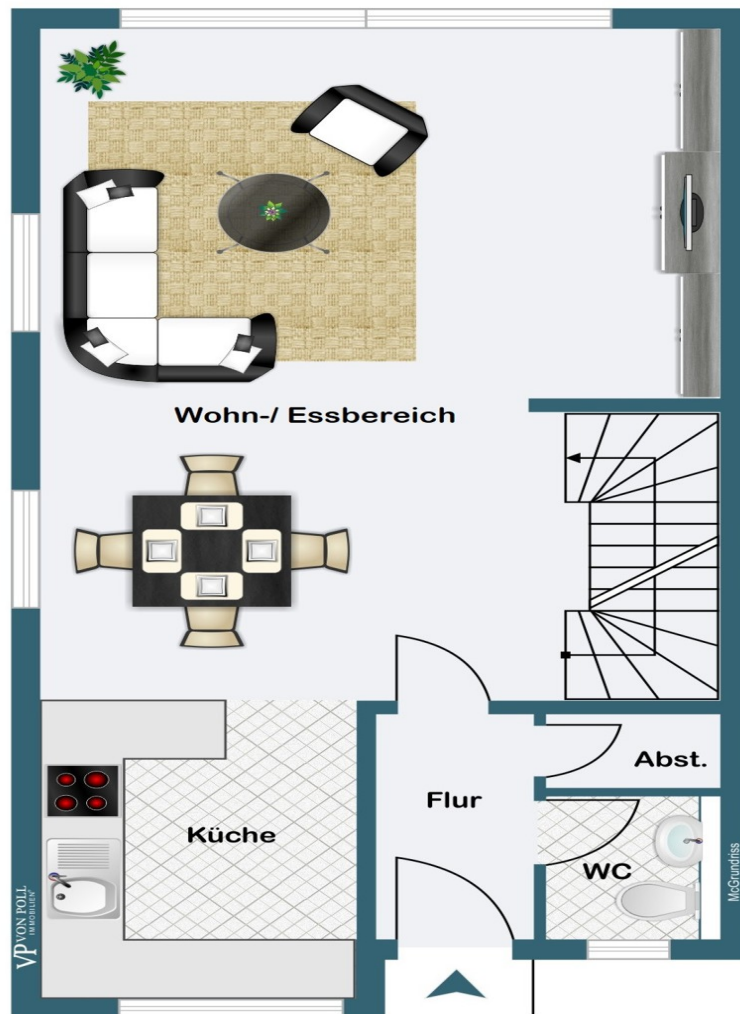 Wohn-/ Essbereich
Abst.
Flur
Küche
WC
VP VON POLL
IMMOBILIEN®
McGrundriss